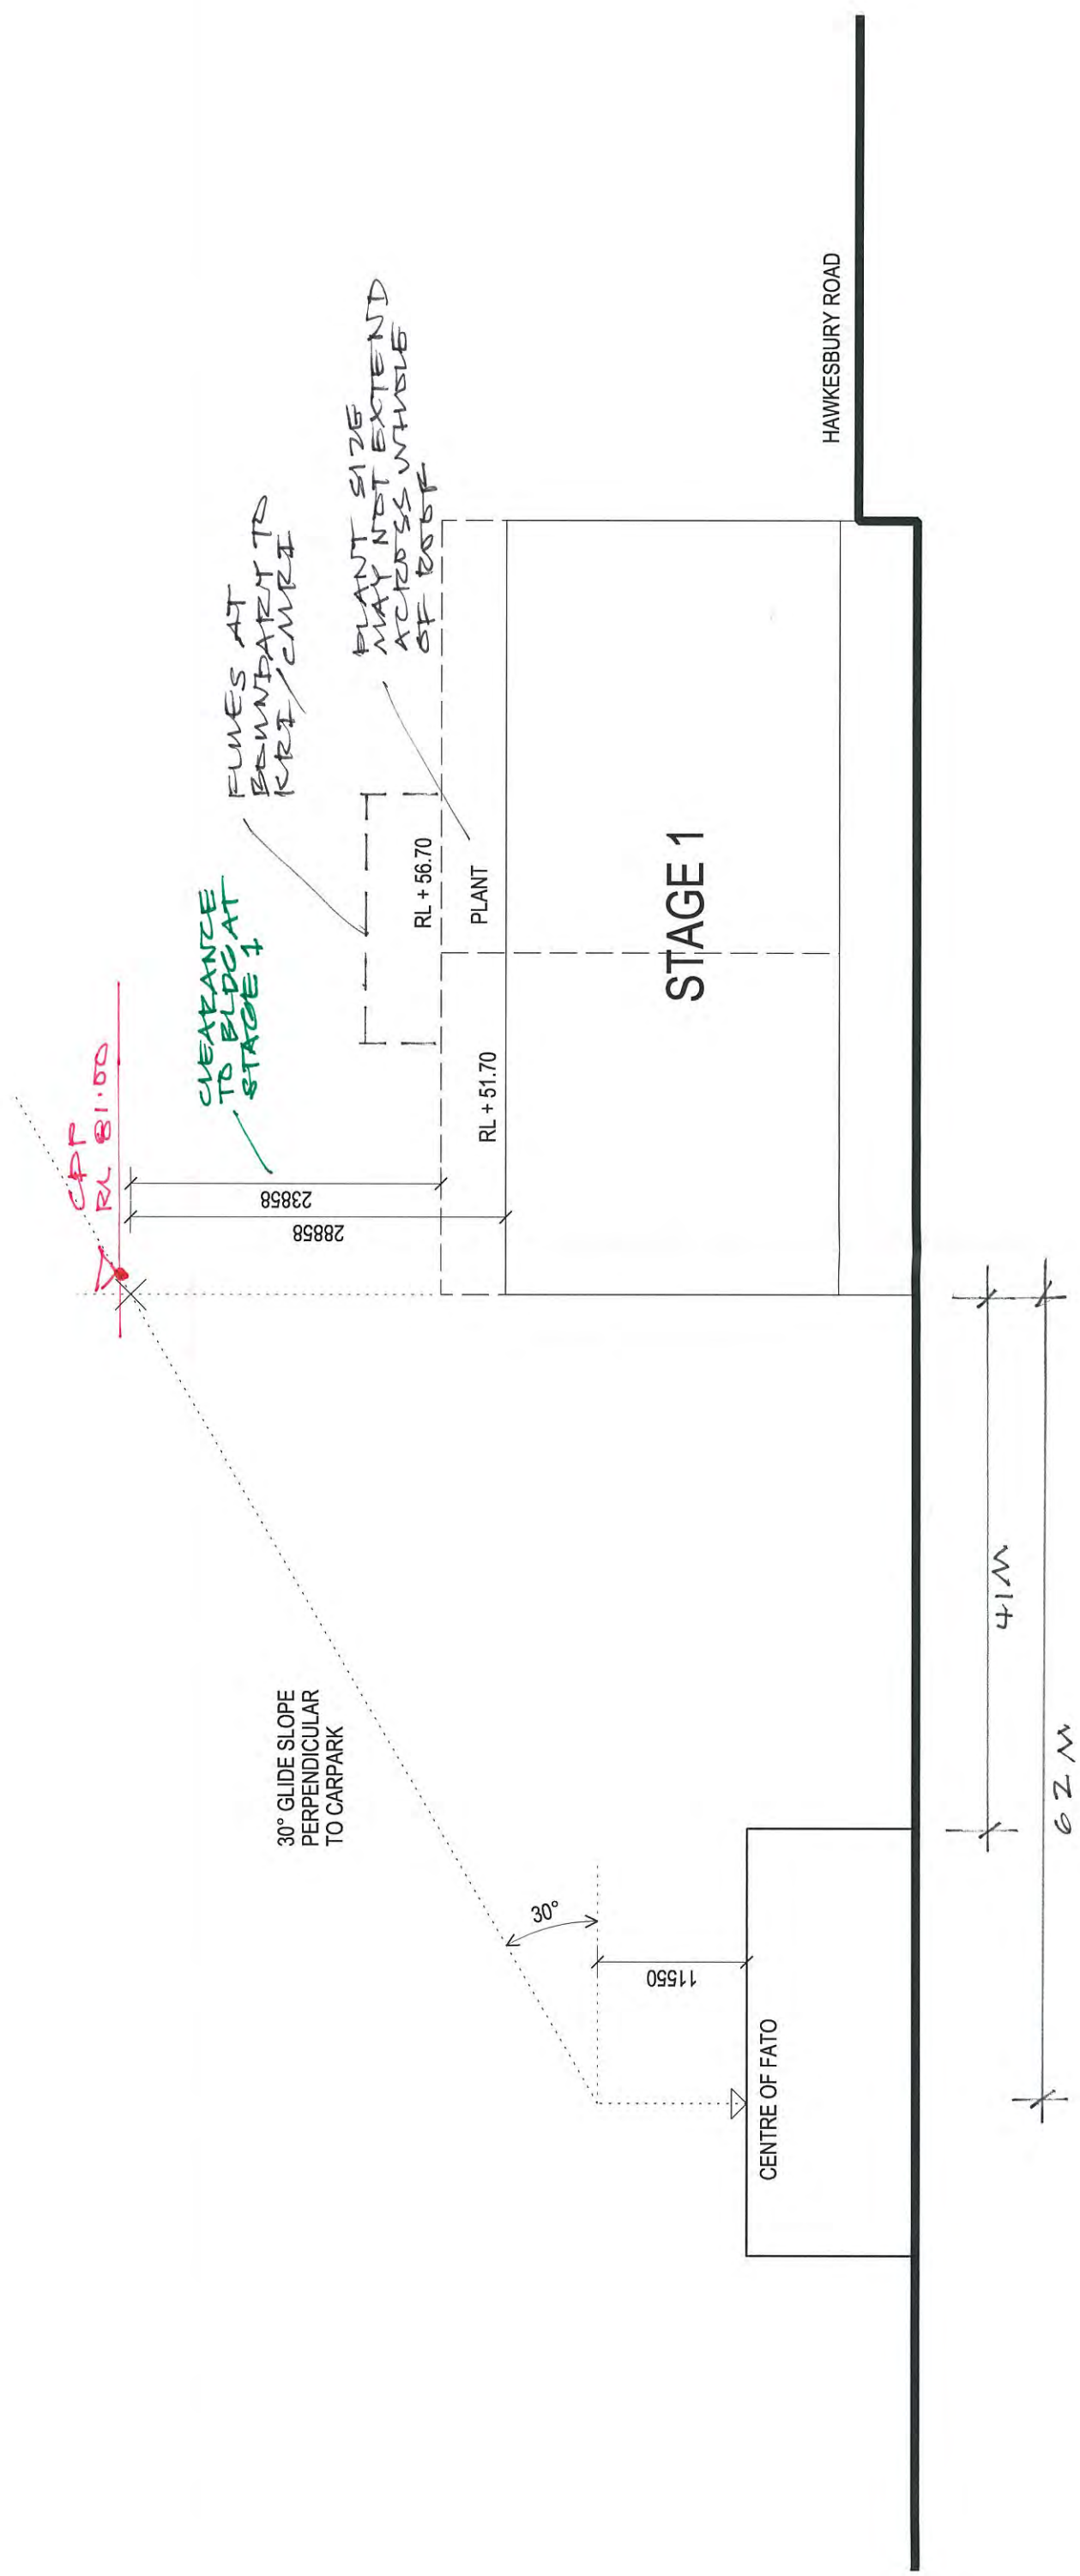 CDP
RL 81.00
CLEARANCE
TO BLDG AT
STAGE 1
FLUES AT
BOUNDARY TO
KRI/CMRI
PLANT SIZE
MAY NOT EXTEND
ACROSS WHOLE
OF ROOF
30° GLIDE SLOPE
PERPENDICULAR
TO CARPARK
23858
28858
RL + 56.70
PLANT
RL + 51.70
STAGE 1
HAWKESBURY ROAD
30°
11550
CENTRE OF FATO
41M
62M